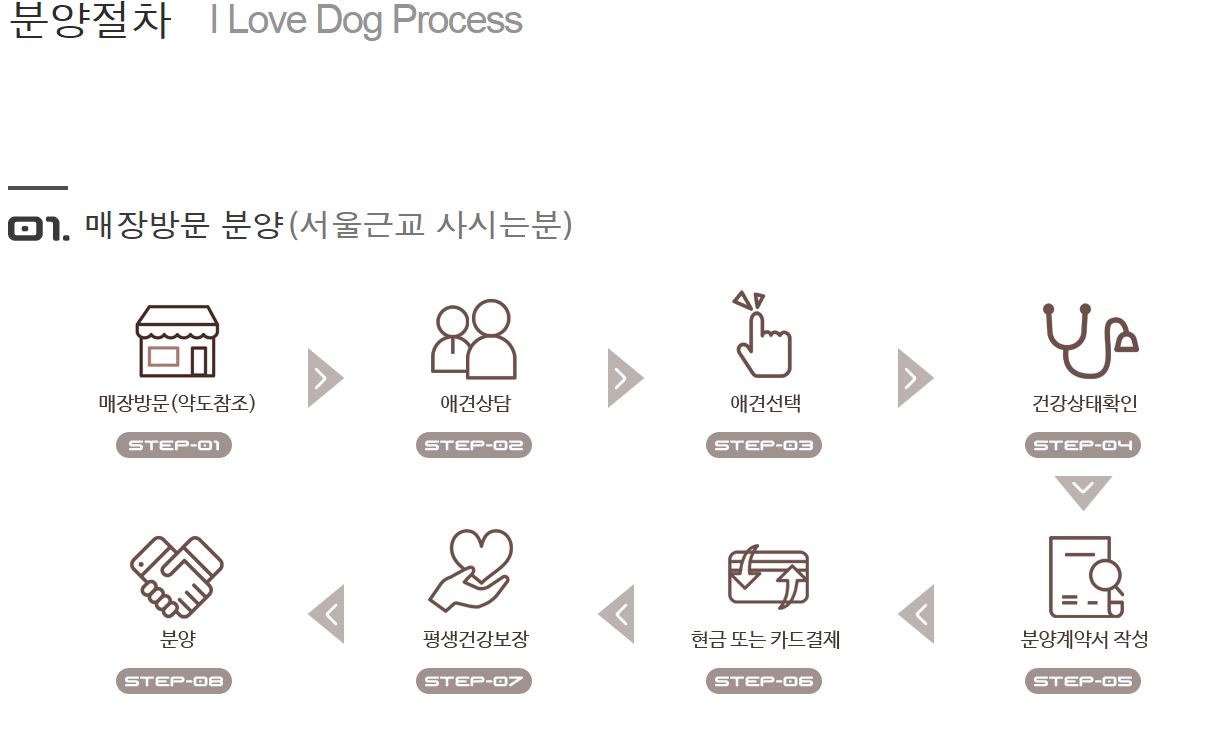 분양절차 I Love Dog Process
01. 매장방문 분양(서울근교 사시는분)
매장방문(약도참조)
STEP-01
애견상담
STEP-02
애견선택
STEP-03
건강상태확인
STEP-04
분양계약서 작성
STEP-05
현금 또는 카드결제
STEP-06
평생건강보장
STEP-07
분양
STEP-08